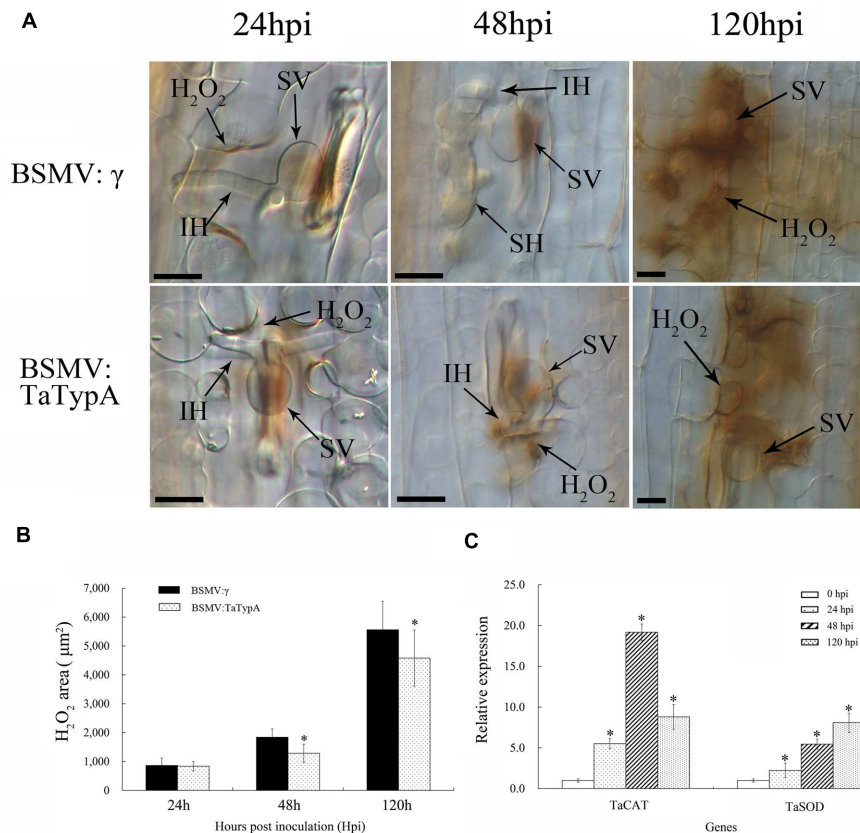 A
24hpi 48hpi 120hpi
BSMV: γ
H₂O₂ SV
IH
IH
SV
SH
SV
H₂O₂
BSMV:
TaTypA
H₂O₂
IH
SV
SV
IH
H₂O₂
H₂O₂
SV
B
H₂O₂ area ( μm²)
7,000
6,000
5,000
4,000
3,000
2,000
1,000
0
BSMV:γ
BSMV:TaTypA
*
*
24h 48h 120h
Hours post inoculation (Hpi)
C
Relative expression
25.0
20.0
15.0
10.0
5.0
0.0
0 hpi
24 hpi
48 hpi
120 hpi
*
*
*
*
*
*
TaCAT TaSOD
Genes